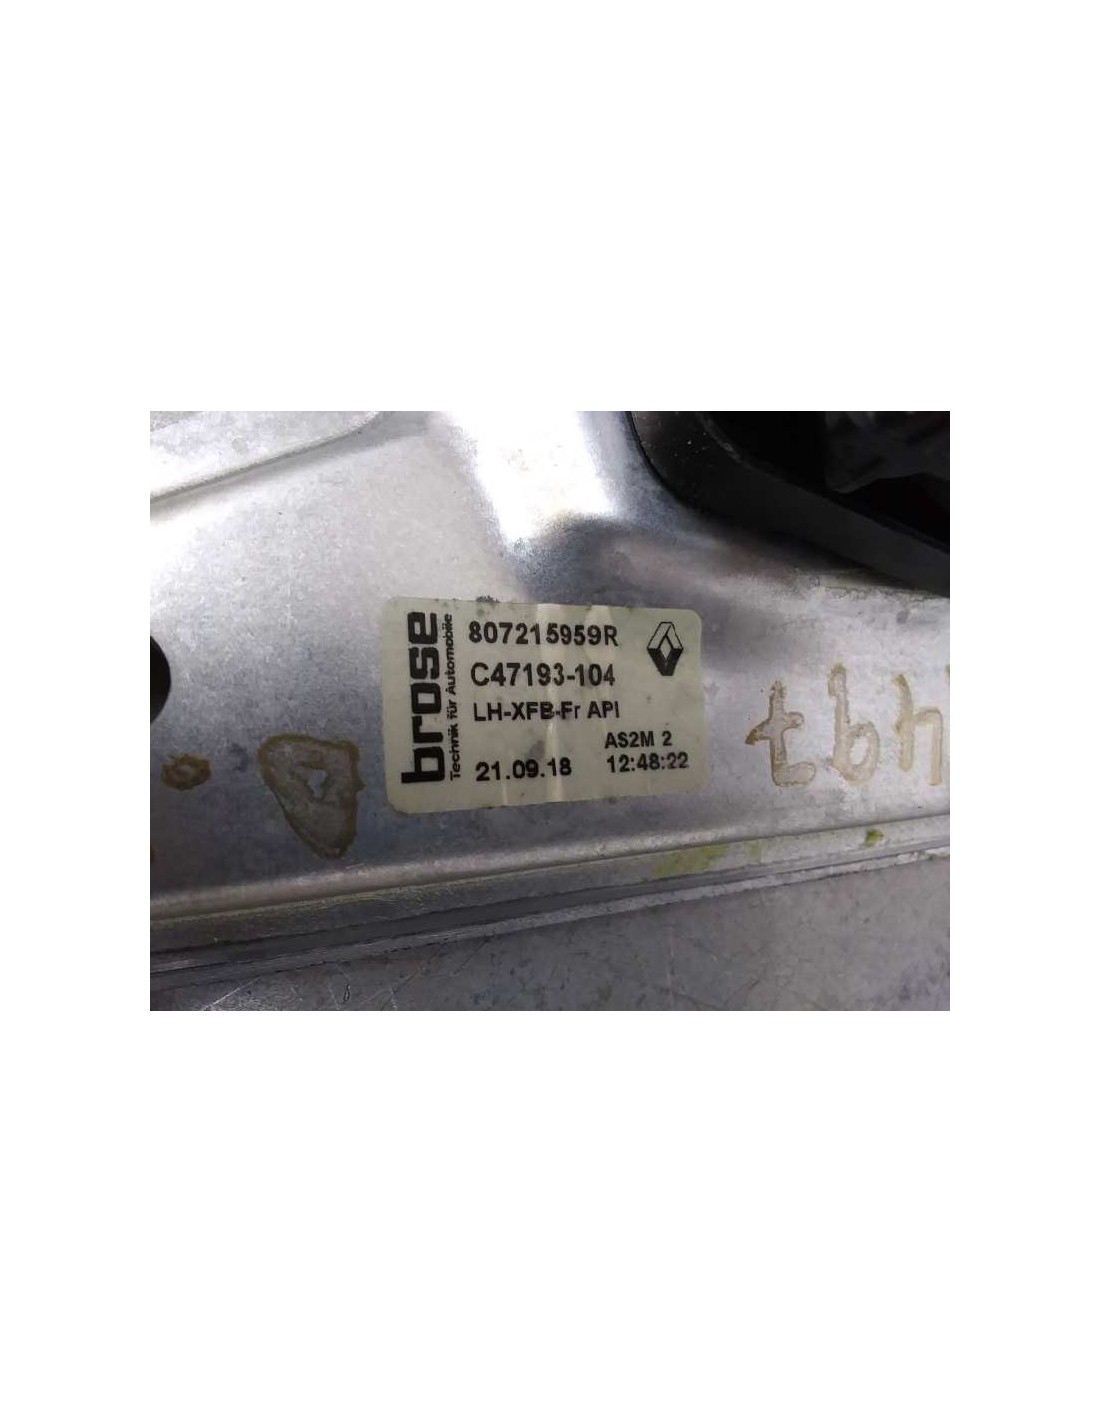 brose
Technik für Automobile
807215959R
C47193-104
LH-XFB-Fr API
AS2M 2
21.09.18 12:48:22